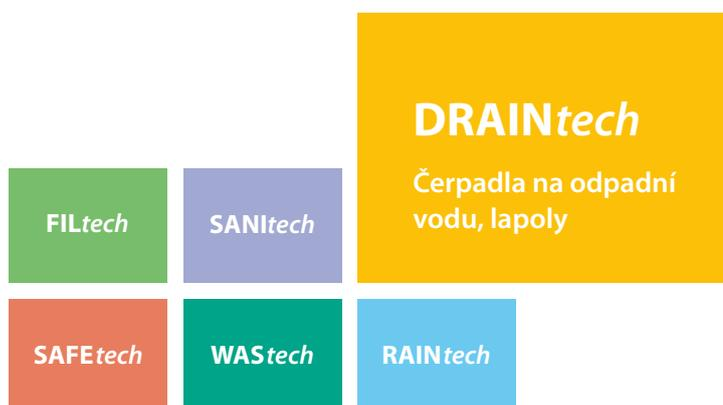 DRAINtech
Čerpadla na odpadní
vodu, lapoly
FILtech
SANItech
SAFEtech
WAStech
RAINtech